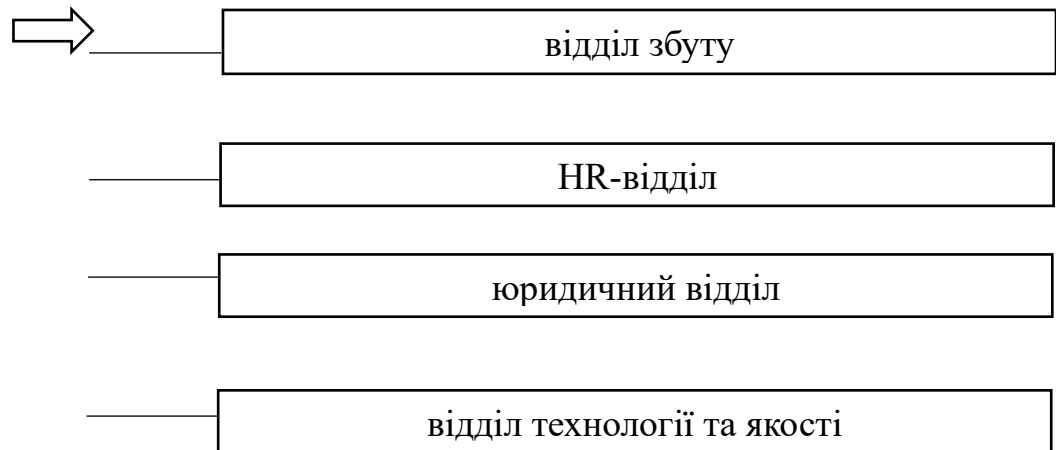 відділ збуту
HR-відділ
юридичний відділ
відділ технології та якості